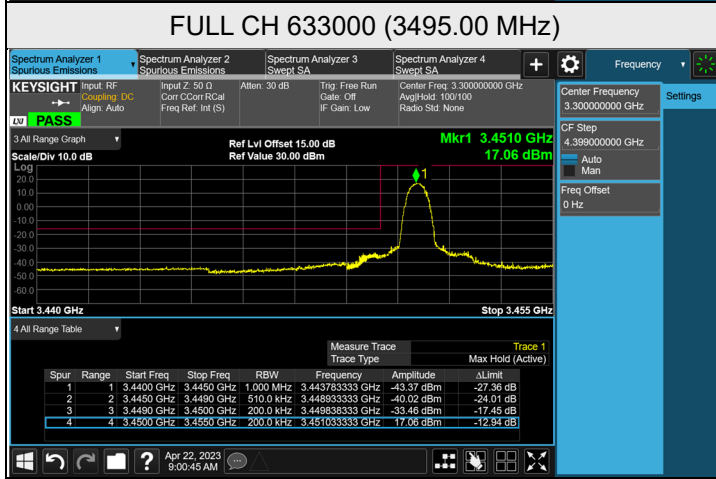 FULL CH 633000 (3495.00 MHz)
Spectrum Analyzer 1
Spurious Emissions
Spectrum Analyzer 2
Spurious Emissions
Spectrum Analyzer 3
Swept SA
Spectrum Analyzer 4
Swept SA
+
Frequency
KEYSIGHT
Input: RF
Coupling: DC
Align: Auto
Input Z: 50 Ω
Corr CCorr RCal
Freq Ref: Int (S)
Atten: 30 dB
Trig: Free Run
Gate: Off
IF Gain: Low
Center Freq: 3.300000000 GHz
Avg|Hold: 100/100
Radio Std: None
LXI PASS
Center Frequency
3.300000000 GHz
Settings
CF Step
4.399000000 GHz
Auto
Man
Freq Offset
0 Hz
3 All Range Graph
Ref Lvl Offset 15.00 dB
Mkr1 3.4510 GHz
Scale/Div 10.0 dB
Ref Value 30.00 dBm
17.06 dBm
Log
20.0
10.0
0.00
-10.0
-20.0
-30.0
-40.0
-50.0
-60.0
1
Start 3.440 GHz
Stop 3.455 GHz
4 All Range Table
Measure Trace Trace 1
Trace Type Max Hold (Active)
Spur Range Start Freq Stop Freq RBW Frequency Amplitude ΔLimit
1 1 3.4400 GHz 3.4450 GHz 1.000 MHz 3.443783333 GHz -43.37 dBm -27.36 dB
2 2 3.4450 GHz 3.4490 GHz 510.0 kHz 3.448933333 GHz -40.02 dBm -24.01 dB
3 3 3.4490 GHz 3.4500 GHz 200.0 kHz 3.449838333 GHz -33.46 dBm -17.45 dB
4 4 3.4500 GHz 3.4550 GHz 200.0 kHz 3.451033333 GHz 17.06 dBm -12.94 dB
?
Apr 22, 2023
9:00:45 AM